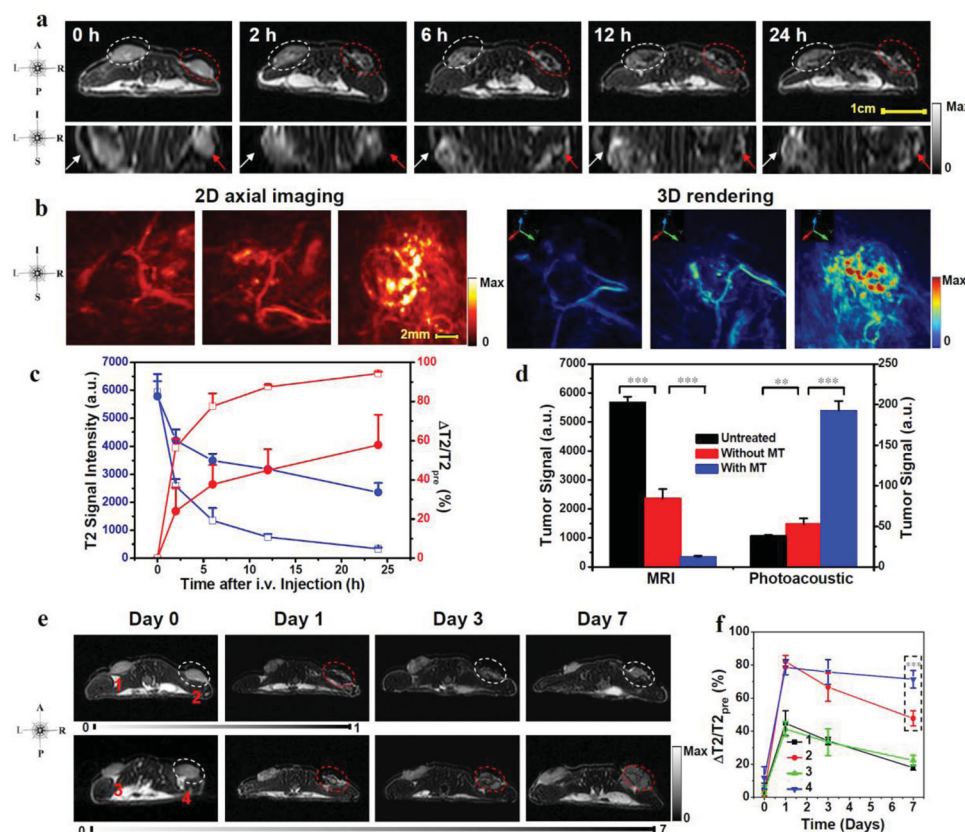 a
0 h 2 h 6 h 12 h 24 h
A
L R
P
I
L R
S
1cm
Max
0
2D axial imaging 3D rendering
b
I
L R
S
2mm
Max
0
Max
0
c
T2 Signal Intensity (a.u.)
7000
6000
5000
4000
3000
2000
1000
0
100
80
60
40
20
0
ΔT2/T2pre (%)
0 5 10 15 20 25
Time after i.v. Injection (h)
d
Tumor Signal (a.u.)
6000
5000
4000
3000
2000
1000
0
*** *** ** ***
Untreated
Without MT
With MT
250
200
150
100
50
0
Tumor Signal (a.u.)
MRI Photoacoustic
e
Day 0 Day 1 Day 3 Day 7
1 2
A
L R
P
0 1
3 4
Max
0
0 7
f
ΔT2/T2pre (%)
100
80
60
40
20
0
***
1
2
3
4
0 1 2 3 4 5 6 7
Time (Days)